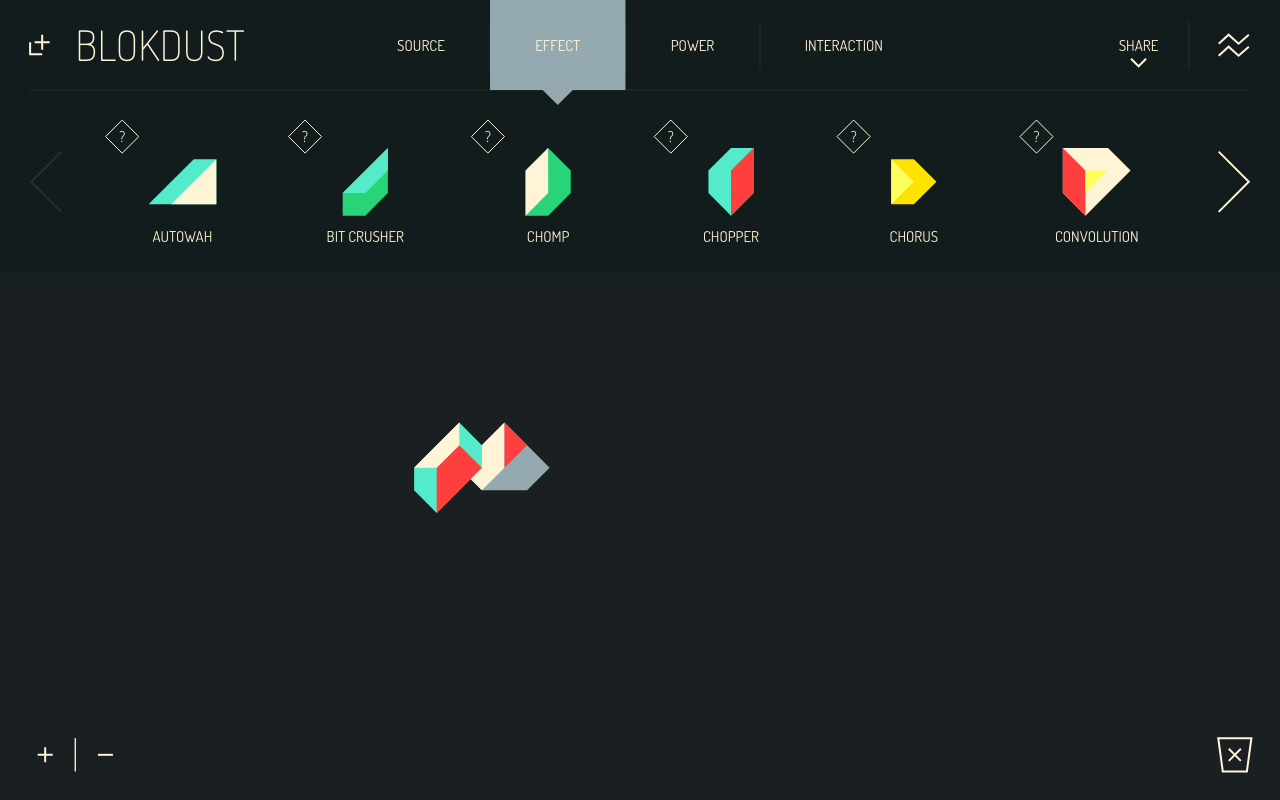 BLOKDUST
SOURCE
EFFECT
POWER
INTERACTION
SHARE
? ? ? ? ? ?
AUTOWAH
BIT CRUSHER
CHOMP
CHOPPER
CHORUS
CONVOLUTION